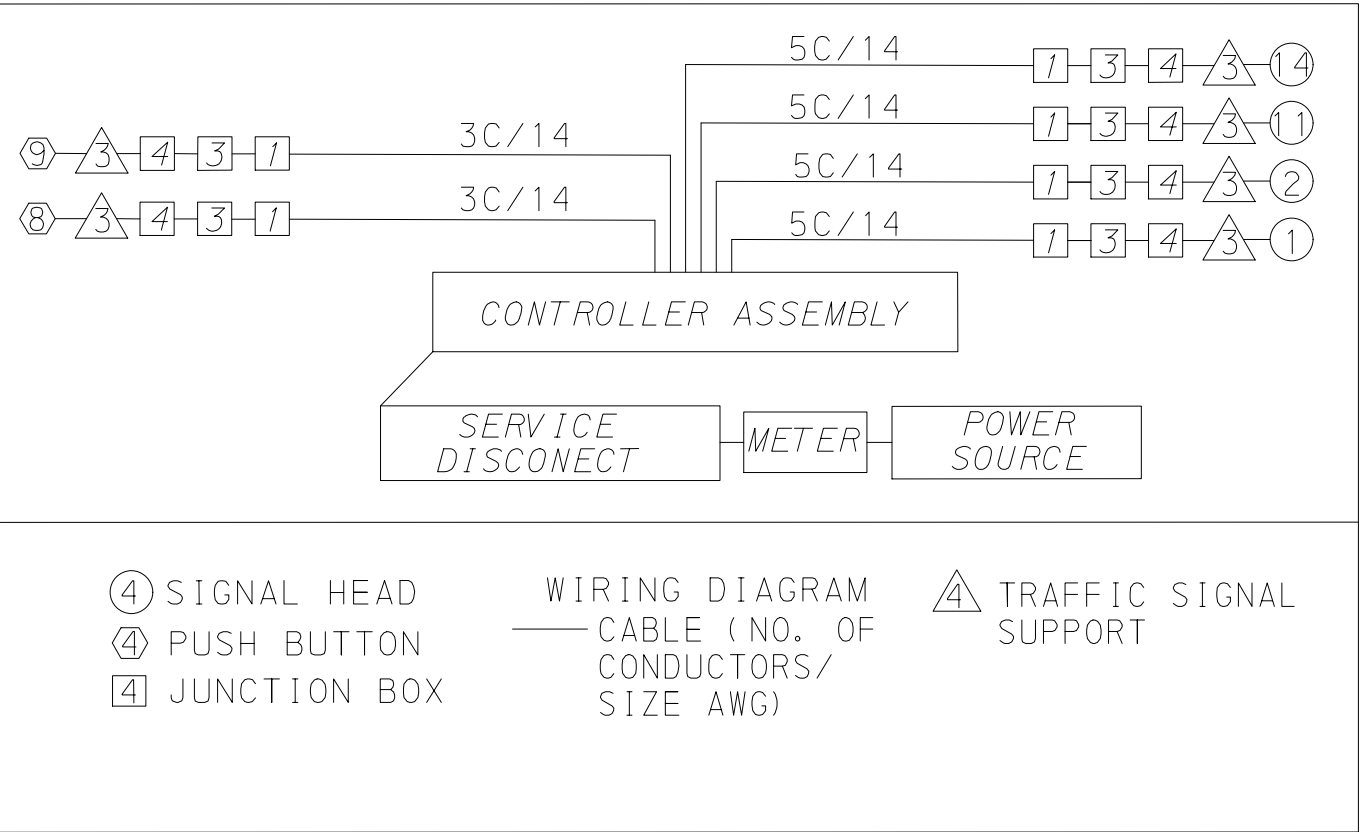 5C/14
1 3 4 3 14
5C/14
1 3 4 3 11
3C/14
9 3 4 3 1
5C/14
1 3 4 3 2
3C/14
8 3 4 3 1
5C/14
1 3 4 3 1
CONTROLLER ASSEMBLY
SERVICE
DISCONECT
METER
POWER
SOURCE
4 SIGNAL HEAD
4 PUSH BUTTON
4 JUNCTION BOX
WIRING DIAGRAM
CABLE (NO. OF
CONDUCTORS/
SIZE AWG)
4 TRAFFIC SIGNAL
SUPPORT